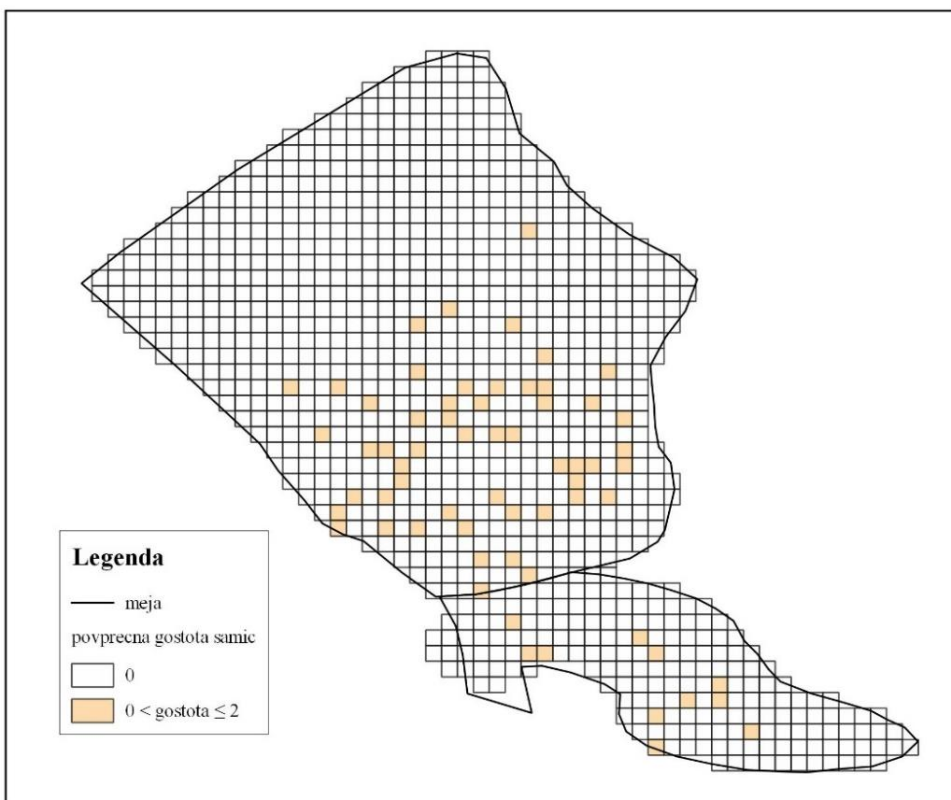 Legenda
meja
povprecna gostota samic
0
0 < gostota ≤ 2